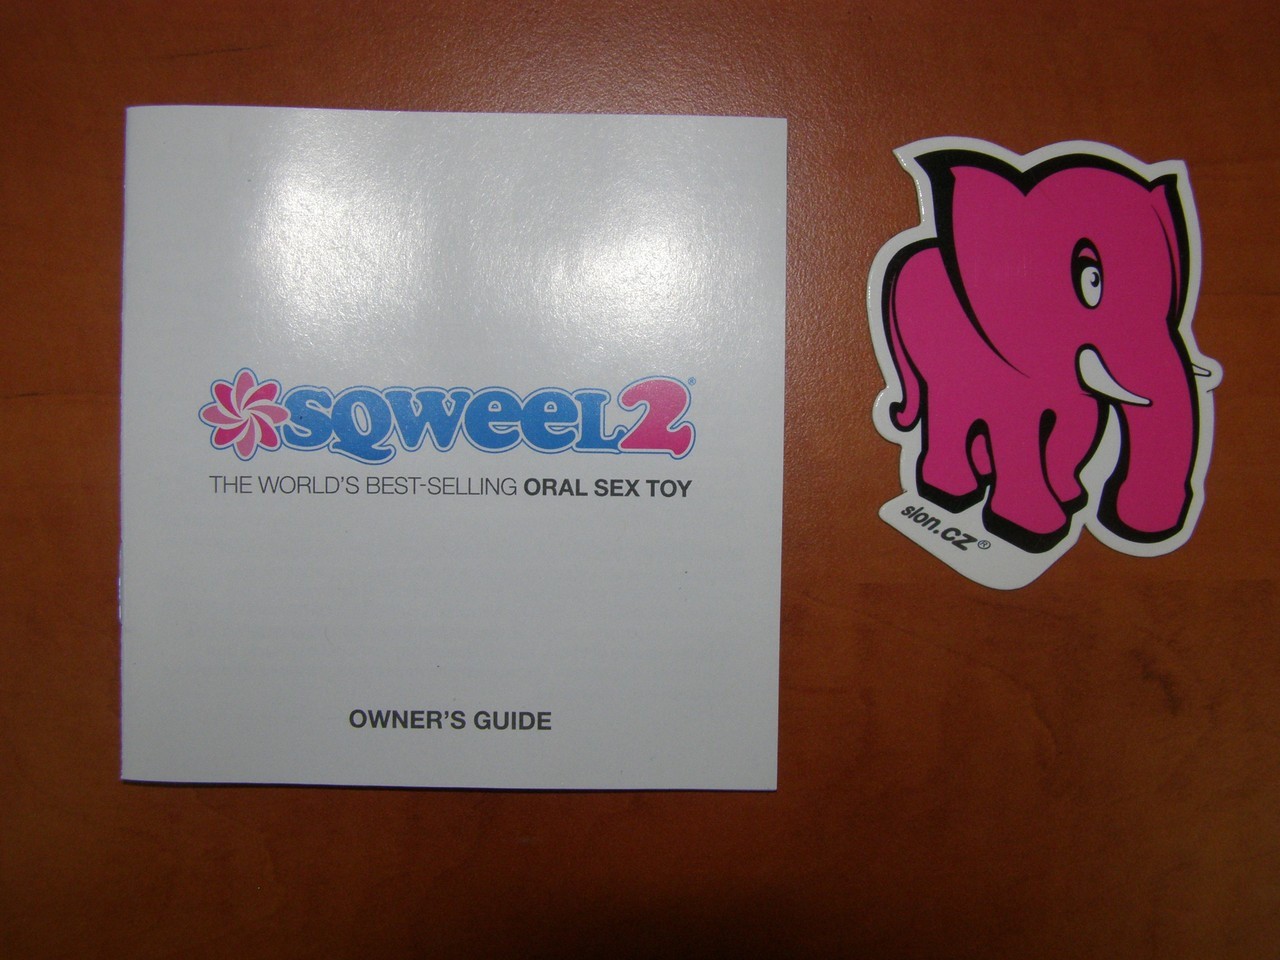 SQWEEL2®
THE WORLD'S BEST-SELLING ORAL SEX TOY
OWNER'S GUIDE
slon.cz®